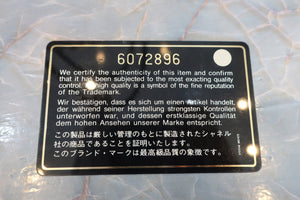 6072896
We certify the authenticity of this item and confirm
that it has been subjected to the most exacting quality
control. high quality is a symbol of the fine reputation
of the Trademark.
Wir bestätigen, dass es sich um einen Artikel handelt,
der während seiner Herstellung strengsten Kontrollen
unterworfen war, und dessen erstklassige Qualität
dem hohen Ansehen unserer Marke entspricht.
この製品は厳しい管理のもとに製造されたシャネル
社の商品であることを証明いたします。
このブランド・マークは最高級品質の象徴です。